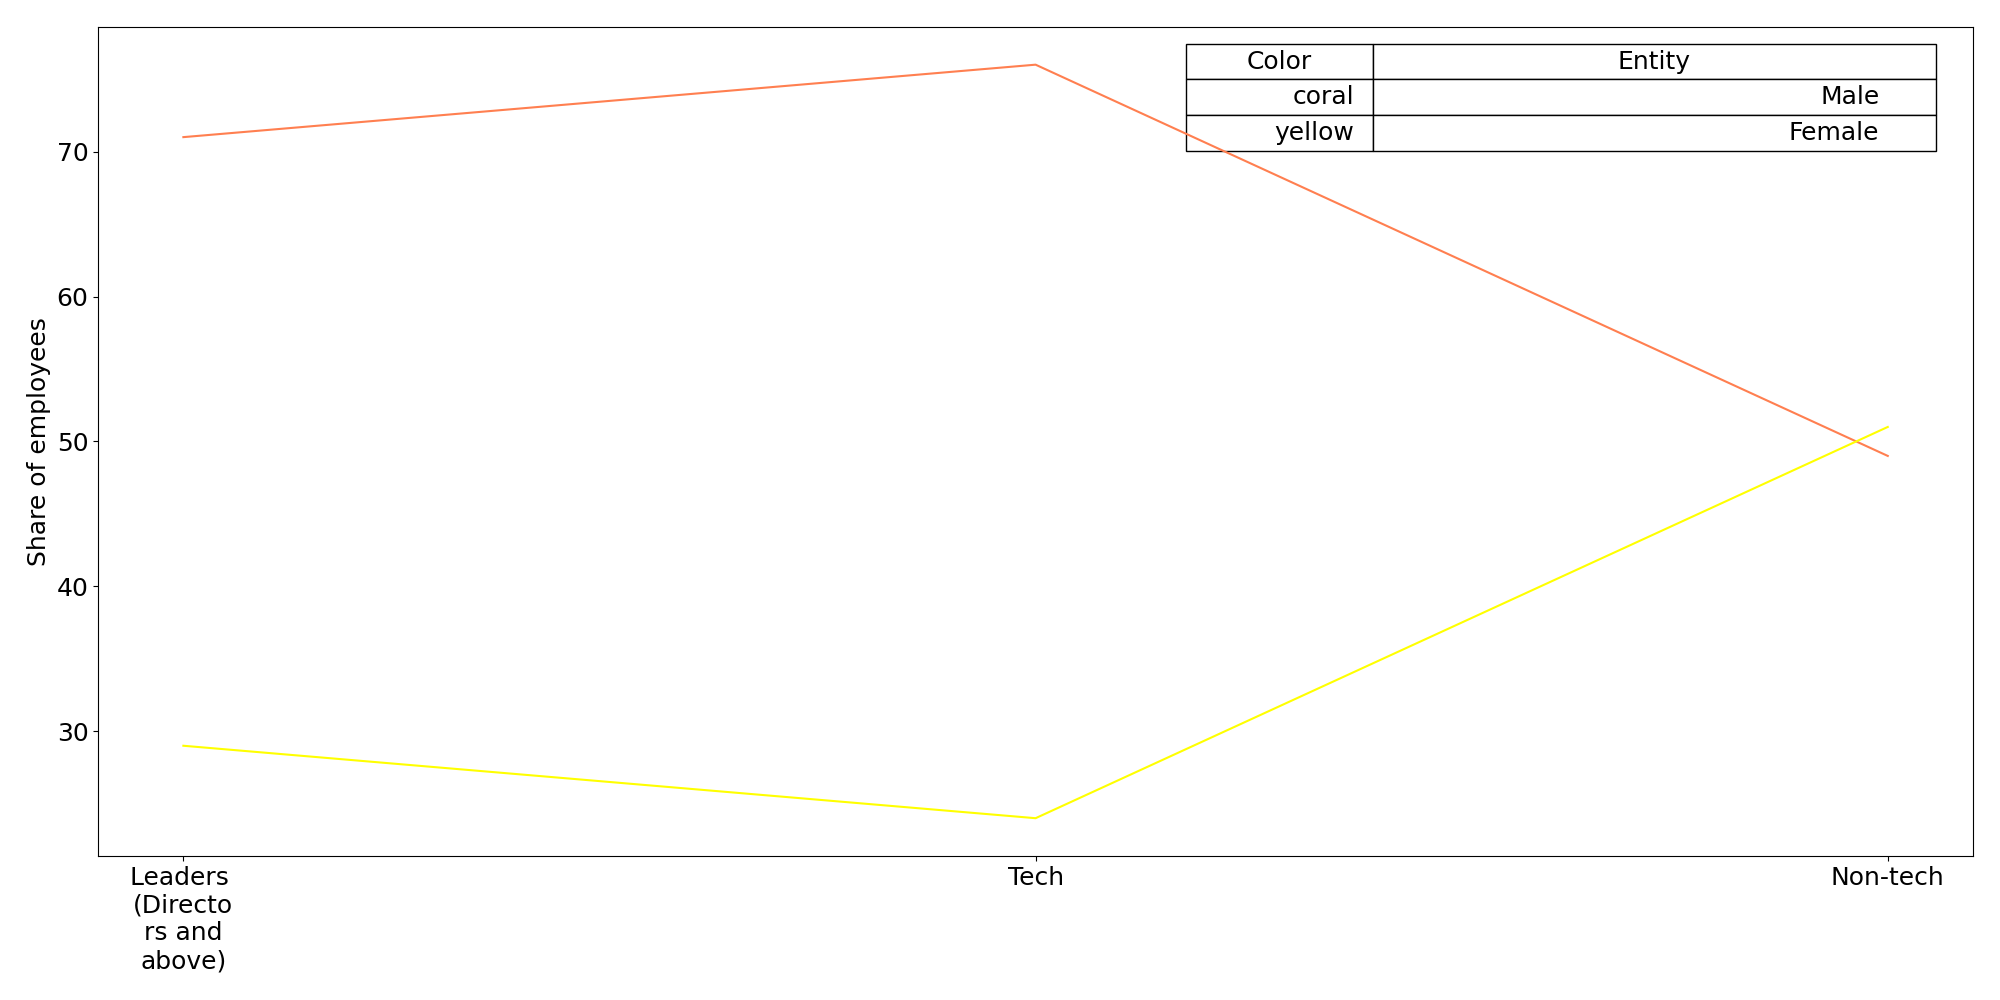 Color Entity
coral Male
yellow Female
70
60
50
40
30
Share of employees
Leaders
(Directo
rs and
above)
Tech
Non-tech